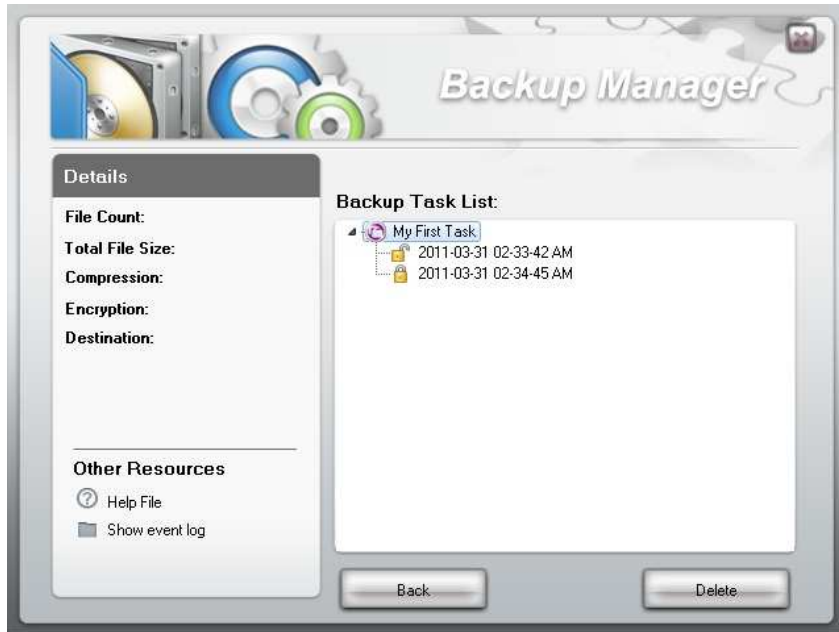 Backup Manager
Details
File Count:
Total File Size:
Compression:
Encryption:
Destination:
Other Resources
Help File
Show event log
Backup Task List:
My First Task
2011-03-31 02-33-42 AM
2011-03-31 02-34-45 AM
Back
Delete